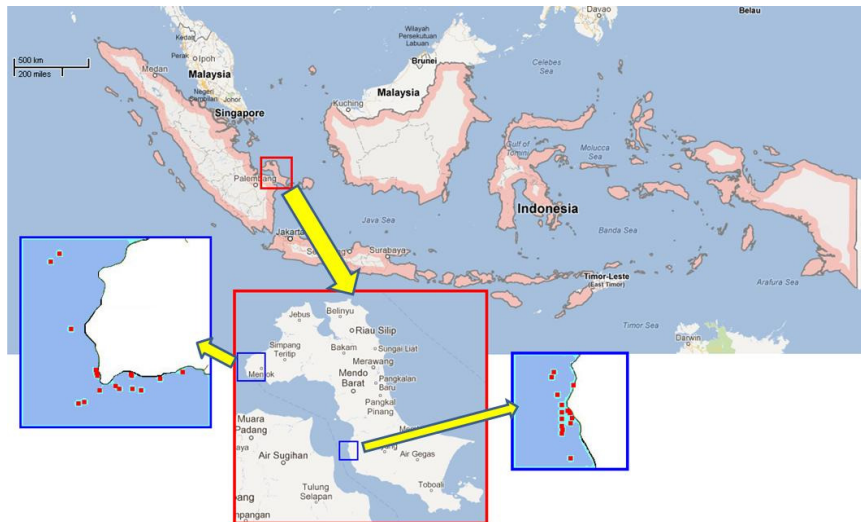 Davao
Belau
Wilayah
Persekutuan
Labuan
Kedah
Ipoh
Perak
500 km
200 miles
Medan
Malaysia
Brunei
Celebes
Sea
Negeri
Sembilan
Johor
Malaysia
Kuching
Singapore
Gulf of
Tomini
Molucca
Sea
Palembang
Indonesia
Java Sea
Banda Sea
Jakarta
Surabaya
Timor-Leste
(East Timor)
Arafura Sea
Timor Sea
Darwin
Jebus
Belinyu
Riau Silip
Simpang
Teritip
Bakam
Sungai Liat
Merawang
Mentok
Mendo
Barat
Pangkalan
Baru
Pangkal
Pinang
Muara
Padang
Air Sugihan
Air Gegas
Tulung
Selapan
Toboali